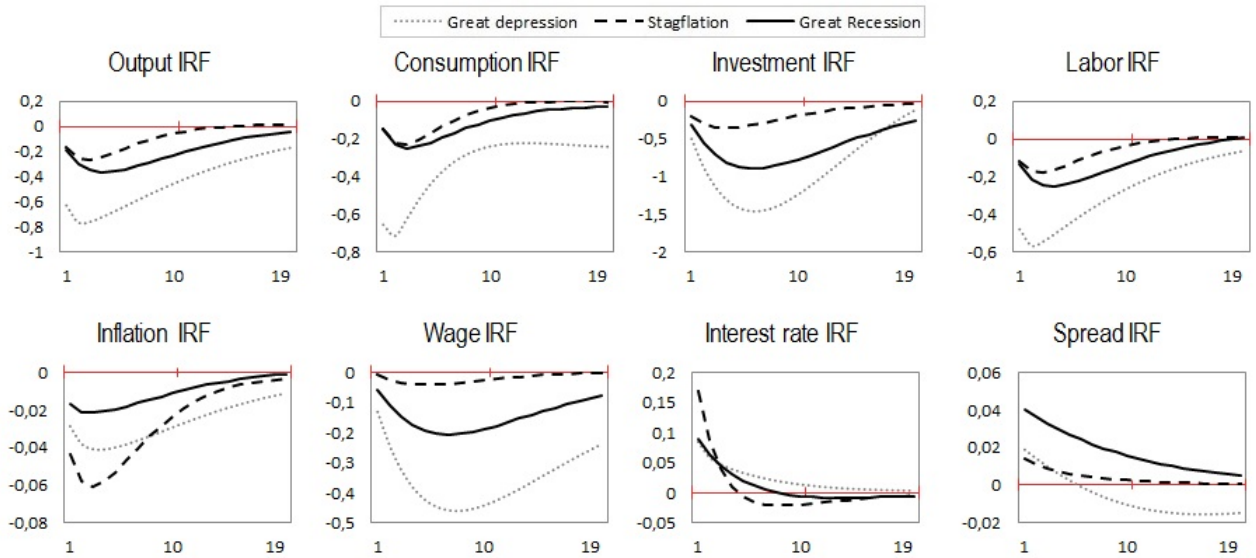 Great depression Stagflation Great Recession
Output IRF
0,2
0
-0,2
-0,4
-0,6
-0,8
-1
1 10 19
Consumption IRF
0
-0,2
-0,4
-0,6
-0,8
1 10 19
Investment IRF
0
-0,5
-1
-1,5
-2
1 10 19
Labor IRF
0,2
0
-0,2
-0,4
-0,6
1 10 19
Inflation IRF
0
-0,02
-0,04
-0,06
-0,08
1 10 19
Wage IRF
0
-0,1
-0,2
-0,3
-0,4
-0,5
1 10 19
Interest rate IRF
0,2
0,15
0,1
0,05
0
-0,05
1 10 19
Spread IRF
0,06
0,04
0,02
0
-0,02
1 10 19